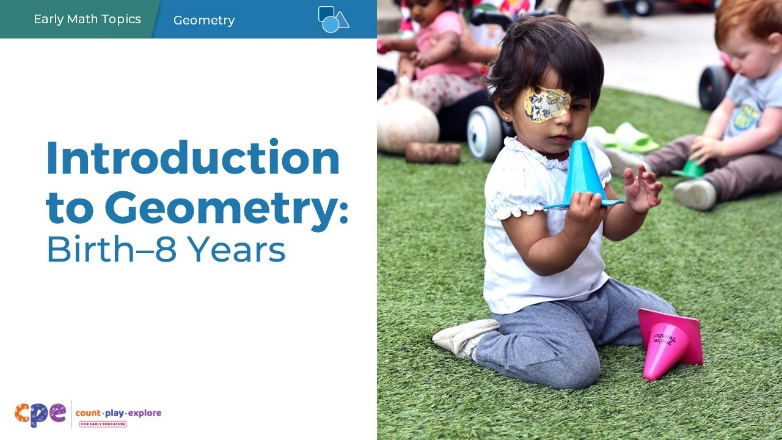 Early Math Topics
Geometry
Introduction
to Geometry:
Birth–8 Years
cpe
count·play·explore
FOR EARLY EDUCATION